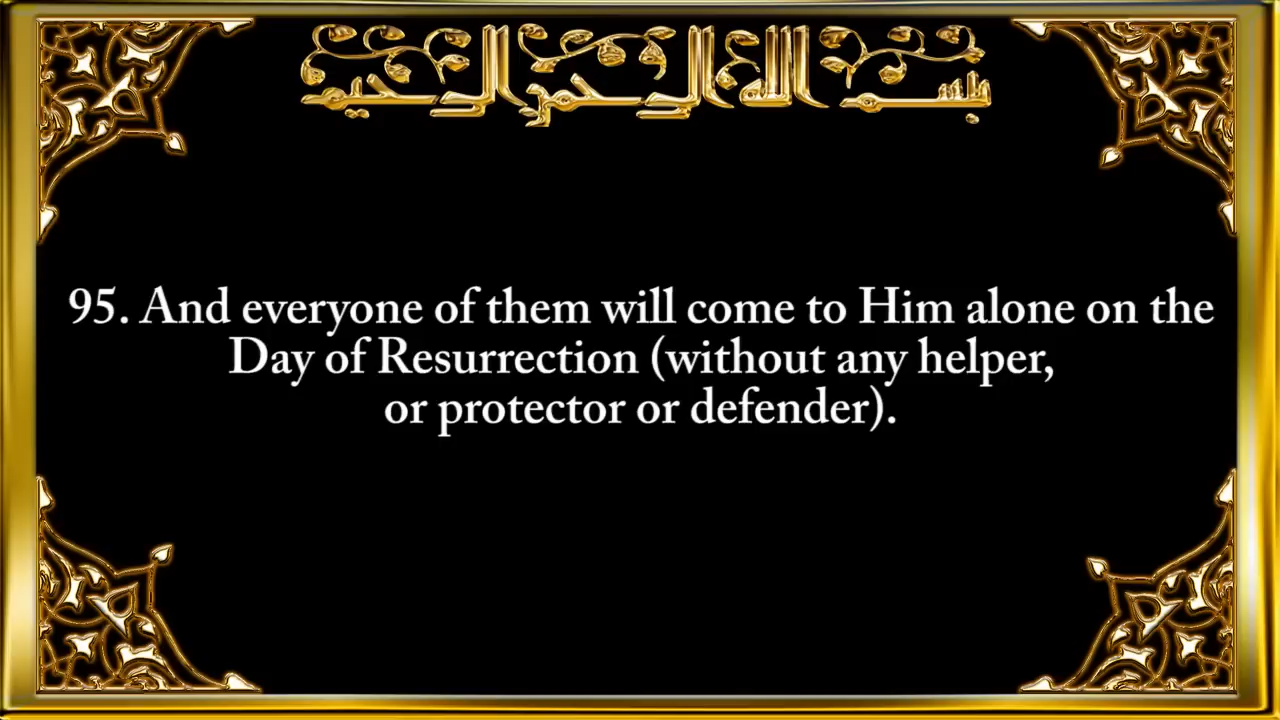 بسم الله الرحمن الرحيم
95. And everyone of them will come to Him alone on the
Day of Resurrection (without any helper,
or protector or defender).